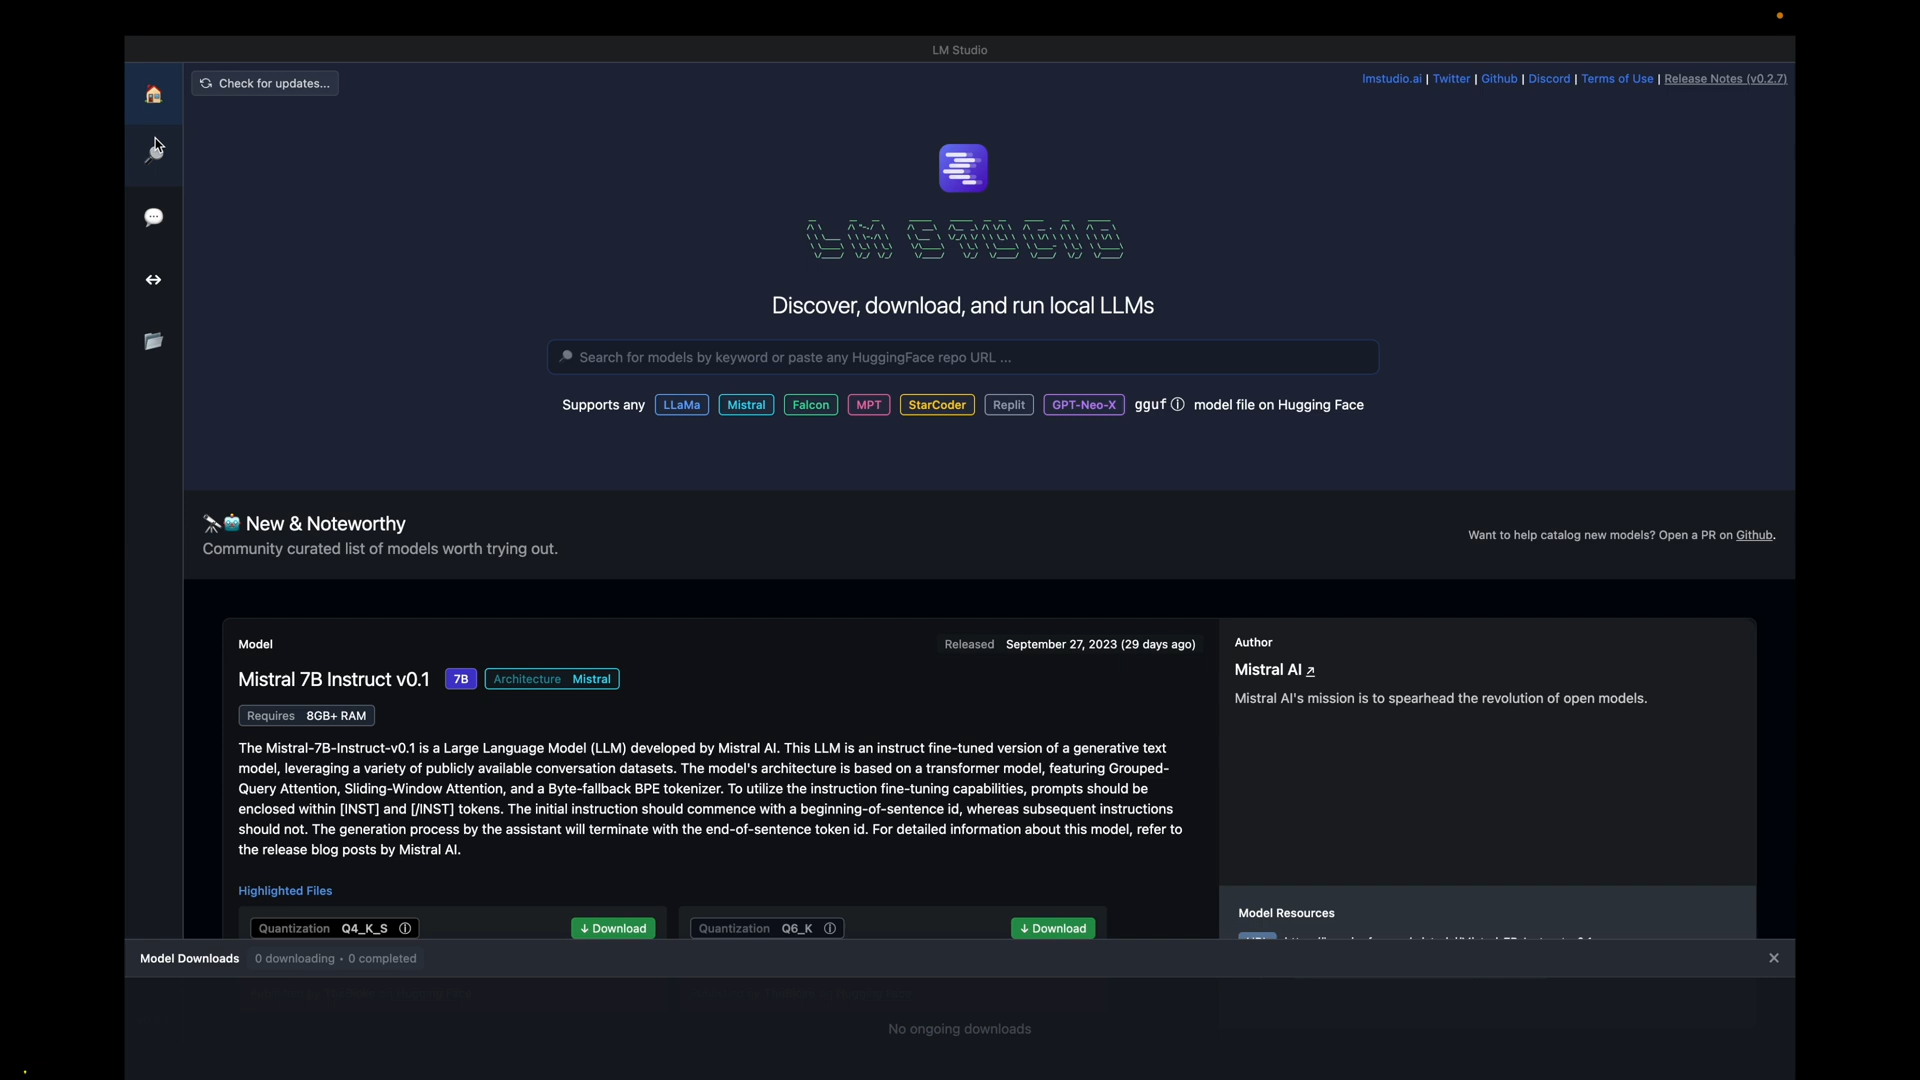 LM Studio
Check for updates...
lmstudio.ai | Twitter | Github | Discord | Terms of Use | Release Notes (v0.2.7)
LM STUDIO
Discover, download, and run local LLMs
Search for models by keyword or paste any HuggingFace repo URL ...
Supports any LLaMa Mistral Falcon MPT StarCoder Replit GPT-Neo-X gguf ⓘ model file on Hugging Face
New & Noteworthy
Community curated list of models worth trying out.
Want to help catalog new models? Open a PR on Github.
Model
Released September 27, 2023 (29 days ago)
Mistral 7B Instruct v0.1 7B Architecture Mistral
Requires 8GB+ RAM
The Mistral-7B-Instruct-v0.1 is a Large Language Model (LLM) developed by Mistral AI. This LLM is an instruct fine-tuned version of a generative text
model, leveraging a variety of publicly available conversation datasets. The model's architecture is based on a transformer model, featuring Grouped-
Query Attention, Sliding-Window Attention, and a Byte-fallback BPE tokenizer. To utilize the instruction fine-tuning capabilities, prompts should be
enclosed within [INST] and [/INST] tokens. The initial instruction should commence with a beginning-of-sentence id, whereas subsequent instructions
should not. The generation process by the assistant will terminate with the end-of-sentence token id. For detailed information about this model, refer to
the release blog posts by Mistral AI.
Highlighted Files
Quantization Q4_K_S ⓘ ↓ Download
Quantization Q6_K ⓘ ↓ Download
Author
Mistral AI ↗
Mistral AI's mission is to spearhead the revolution of open models.
Model Resources
Model Downloads 0 downloading • 0 completed
No ongoing downloads